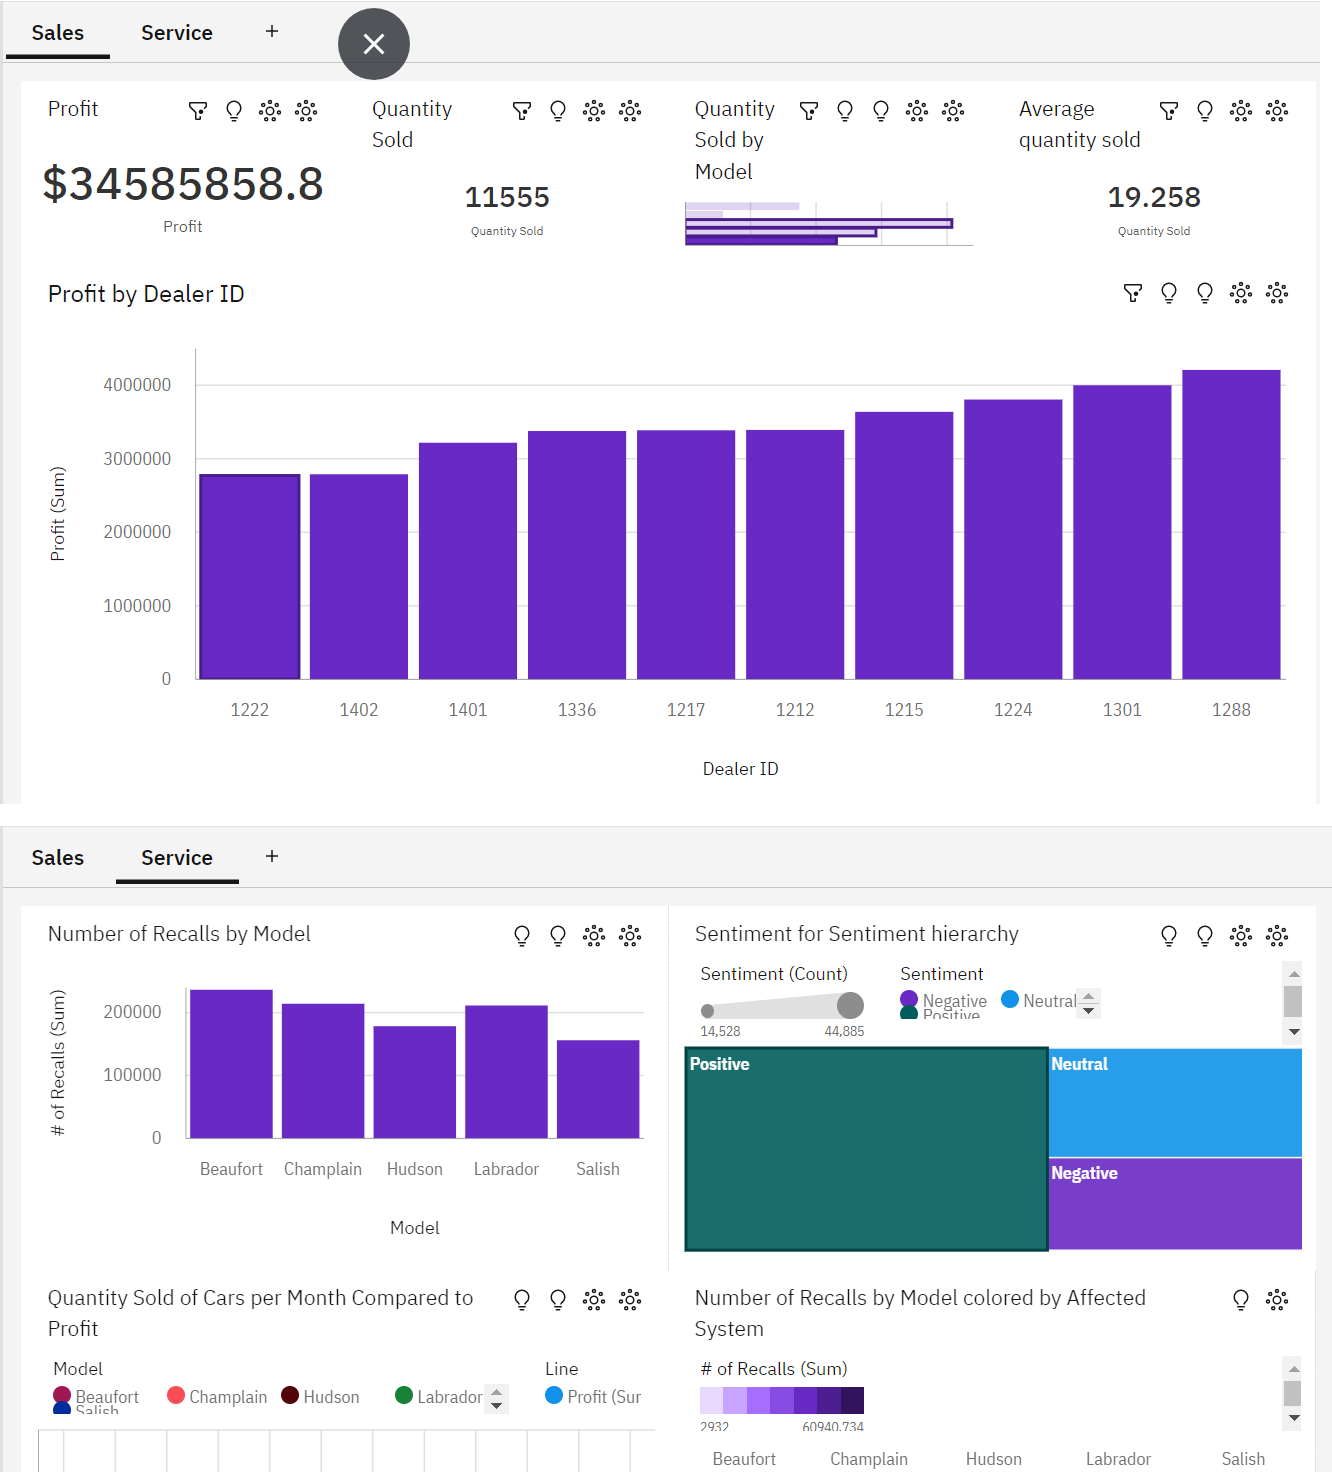 Sales Service +
Profit
$34585858.8
Profit
Quantity
Sold
11555
Quantity Sold
Quantity
Sold by
Model
Average
quantity sold
19.258
Quantity Sold
Profit by Dealer ID
Profit (Sum)
4000000
3000000
2000000
1000000
0
1222 1402 1401 1336 1217 1212 1215 1224 1301 1288
Dealer ID
Sales Service +
Number of Recalls by Model
# of Recalls (Sum)
200000
100000
0
Beaufort Champlain Hudson Labrador Salish
Model
Sentiment for Sentiment hierarchy
Sentiment (Count)
14,528 44,885
Sentiment
Negative Neutral
Positive
Positive
Neutral
Negative
Quantity Sold of Cars per Month Compared to
Profit
Model
Beaufort Champlain Hudson Labrador
Salish
Line
Profit (Sur
Number of Recalls by Model colored by Affected
System
# of Recalls (Sum)
2932 60940.734
Beaufort Champlain Hudson Labrador Salish